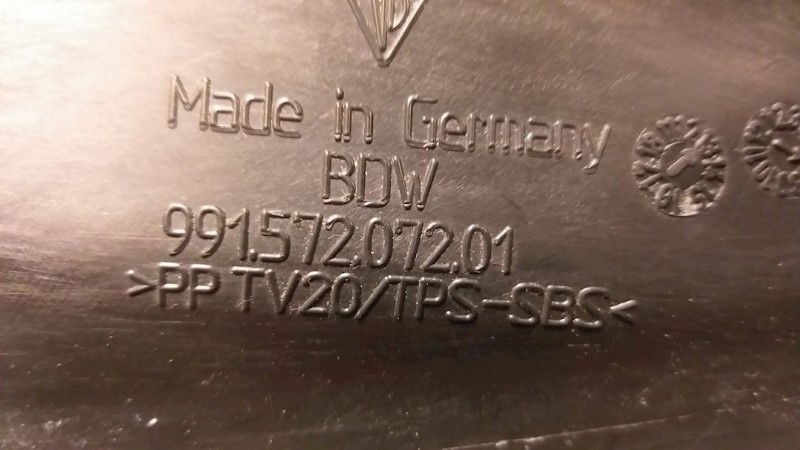 Made in Germany
BDW
991.572.072.01
>PP TV20/TPS-SBS<